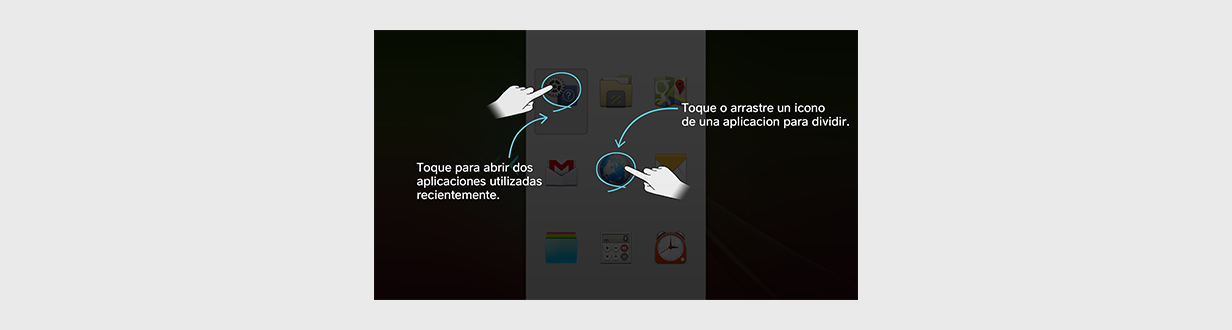 Toque o arrastre un icono
de una aplicacion para dividir.
Toque para abrir dos
aplicaciones utilizadas
recientemente.